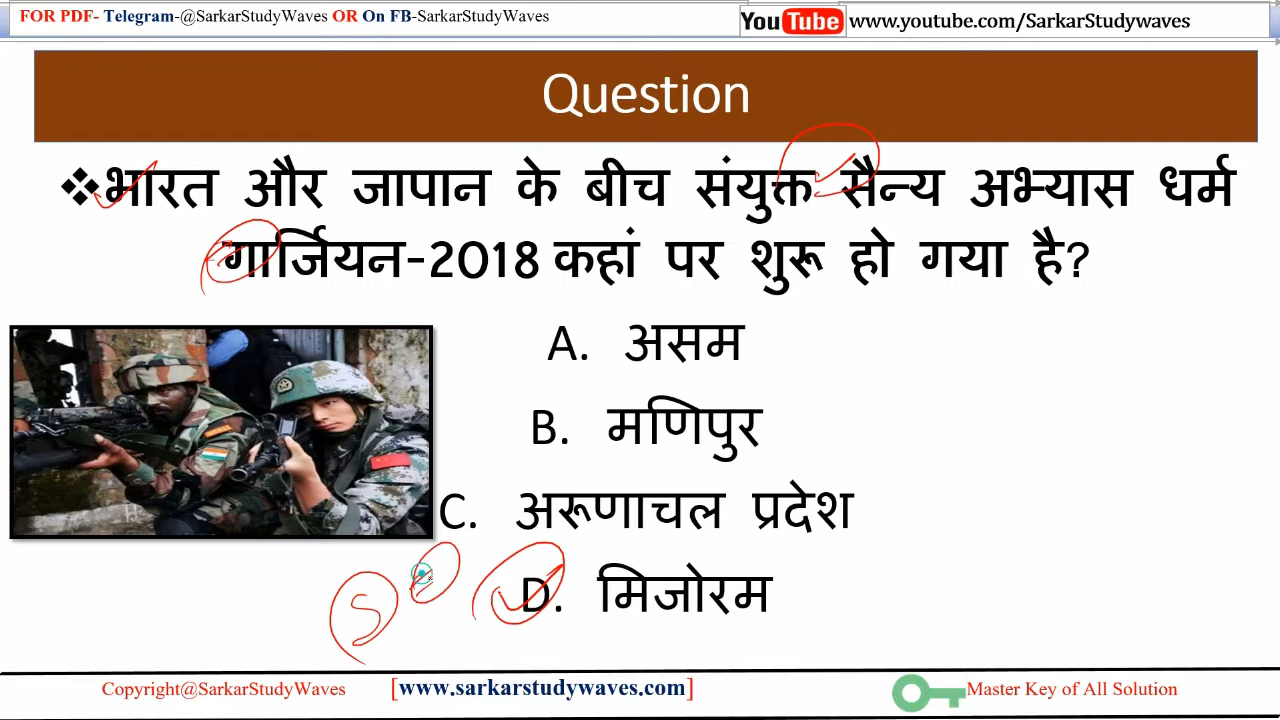 FOR PDF- Telegram-@SarkarStudyWaves OR On FB-SarkarStudyWaves
YouTube www.youtube.com/SarkarStudywaves
Question
❖भारत और जापान के बीच संयुक्त सैन्य अभ्यास धर्म
गार्जियन-2018 कहां पर शुरू हो गया है?
A. असम
B. मणिपुर
C. अरूणाचल प्रदेश
D. मिजोरम
Copyright@SarkarStudyWaves [www.sarkarstudywaves.com] Master Key of All Solution